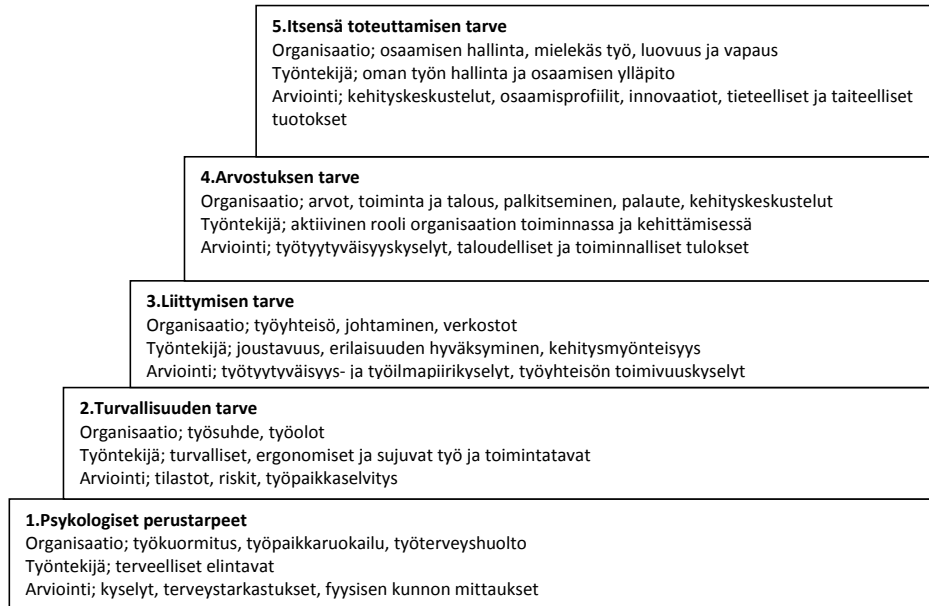 5.Itsensä toteuttamisen tarve
Organisaatio; osaamisen hallinta, mielekäs työ, luovuus ja vapaus
Työntekijä; oman työn hallinta ja osaamisen ylläpito
Arviointi; kehityskeskustelut, osaamisprofiilit, innovaatiot, tieteelliset ja taiteelliset
tuotokset
4.Arvostuksen tarve
Organisaatio; arvot, toiminta ja talous, palkitseminen, palaute, kehityskeskustelut
Työntekijä; aktiivinen rooli organisaation toiminnassa ja kehittämisessä
Arviointi; työtyytyväisyyskyselyt, taloudelliset ja toiminnalliset tulokset
3.Liittymisen tarve
Organisaatio; työyhteisö, johtaminen, verkostot
Työntekijä; joustavuus, erilaisuuden hyväksyminen, kehitysmyönteisyys
Arviointi; työtyytyväisyys- ja työilmapiirikyselyt, työyhteisön toimivuuskyselyt
2.Turvallisuuden tarve
Organisaatio; työsuhde, työolot
Työntekijä; turvalliset, ergonomiset ja sujuvat työ ja toimintatavat
Arviointi; tilastot, riskit, työpaikkaselvitys
1.Psykologiset perustarpeet
Organisaatio; työkuormitus, työpaikkaruokailu, työterveyshuolto
Työntekijä; terveelliset elintavat
Arviointi; kyselyt, terveystarkastukset, fyysisen kunnon mittaukset